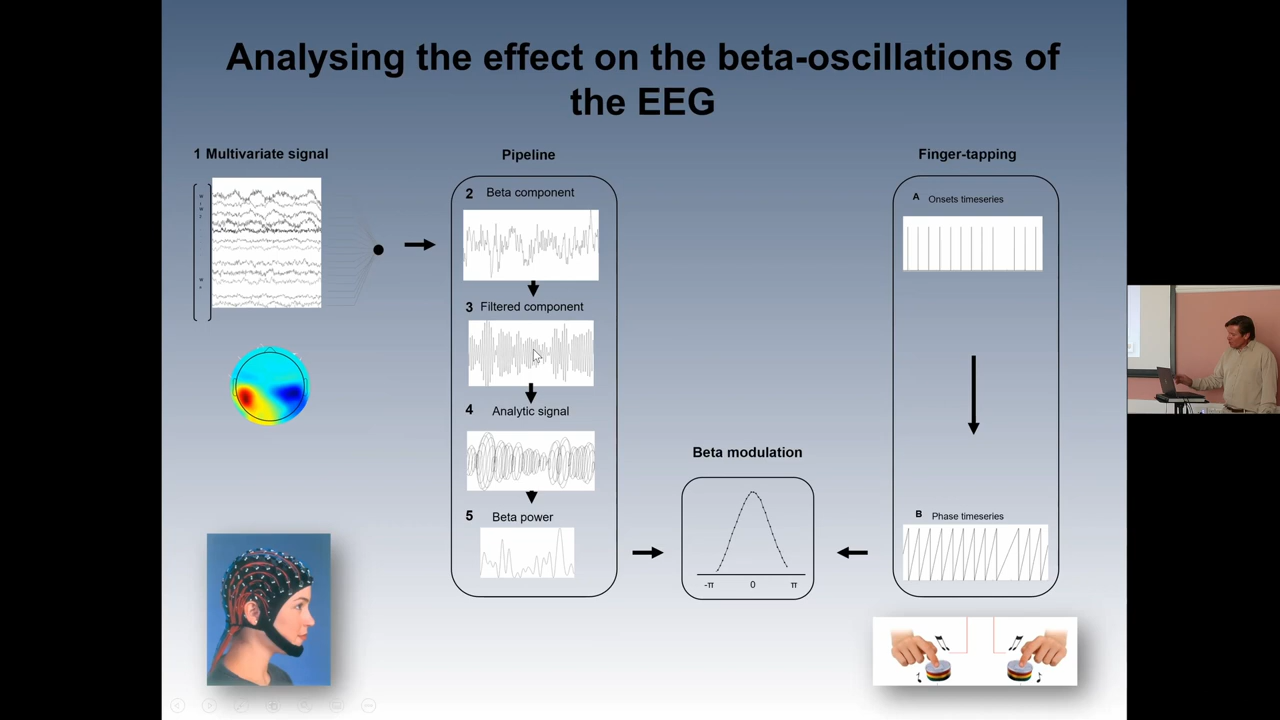 Analysing the effect on the beta-oscillations of
the EEG
1 Multivariate signal
Pipeline
2 Beta component
3 Filtered component
4 Analytic signal
5 Beta power
Beta modulation
-π 0 π
Finger-tapping
A Onsets timeseries
B Phase timeseries